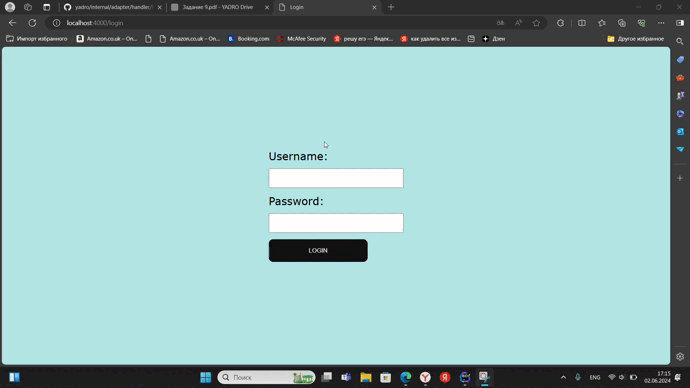 yadro/internal/adapter/handler/
Задание 9.pdf - YADRO Drive
Login
localhost:4000/login
Импорт избранного
Amazon.co.uk – On...
Amazon.co.uk – On...
Booking.com
McAfee Security
решу егэ — Яндек...
как удалить все из...
Дзен
Другое избранное
Username:
Password:
LOGIN
Поиск
ENG
17:15
02.06.2024